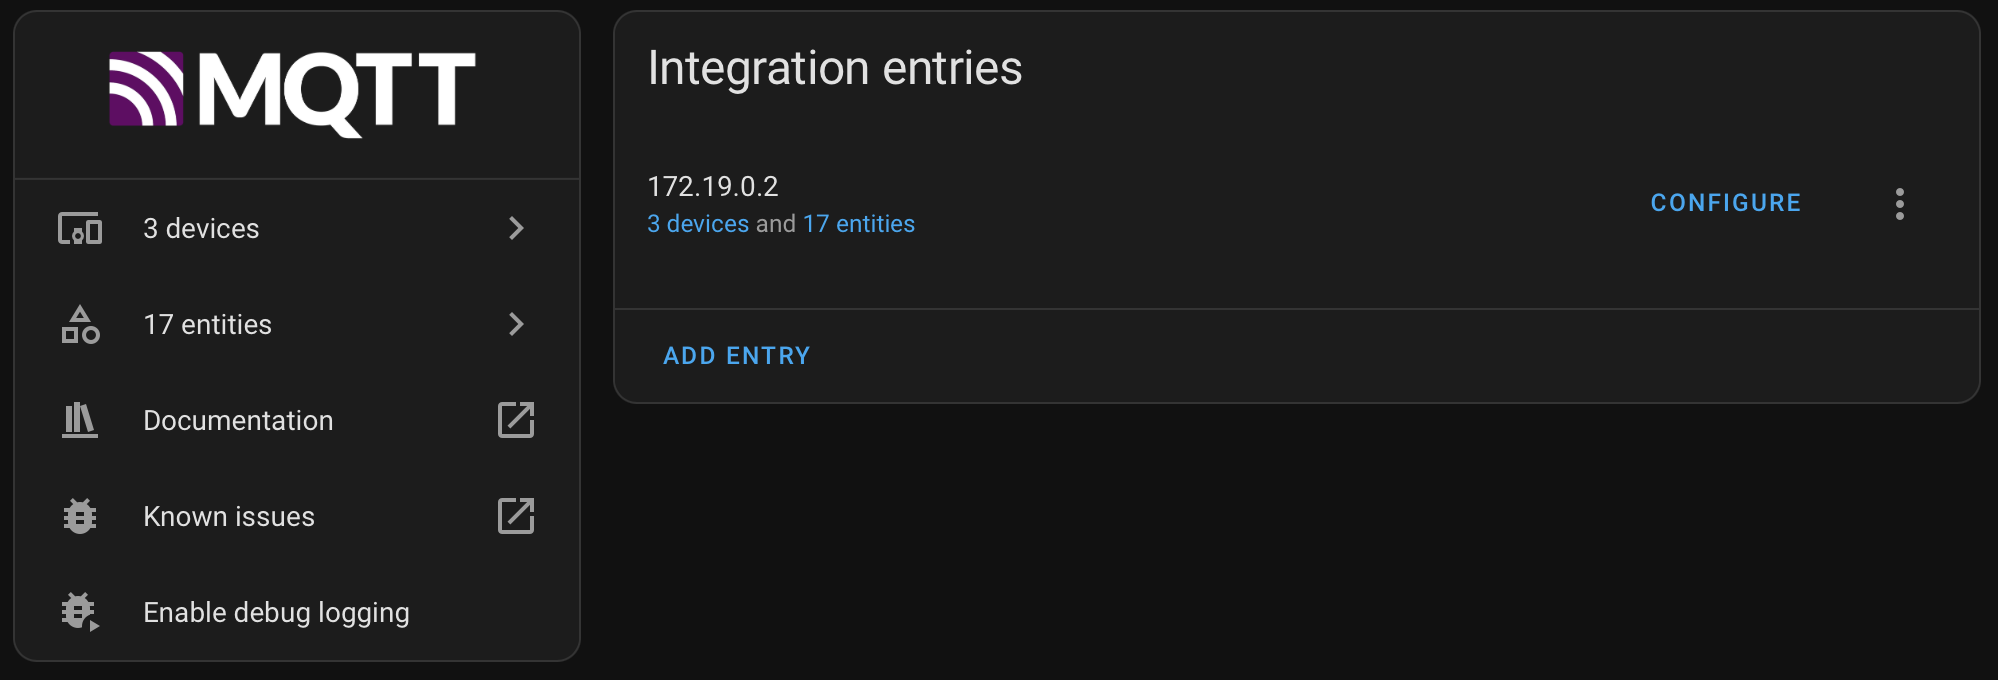 MQTT
3 devices
17 entities
Documentation
Known issues
Enable debug logging
Integration entries
172.19.0.2
3 devices and 17 entities
CONFIGURE
ADD ENTRY